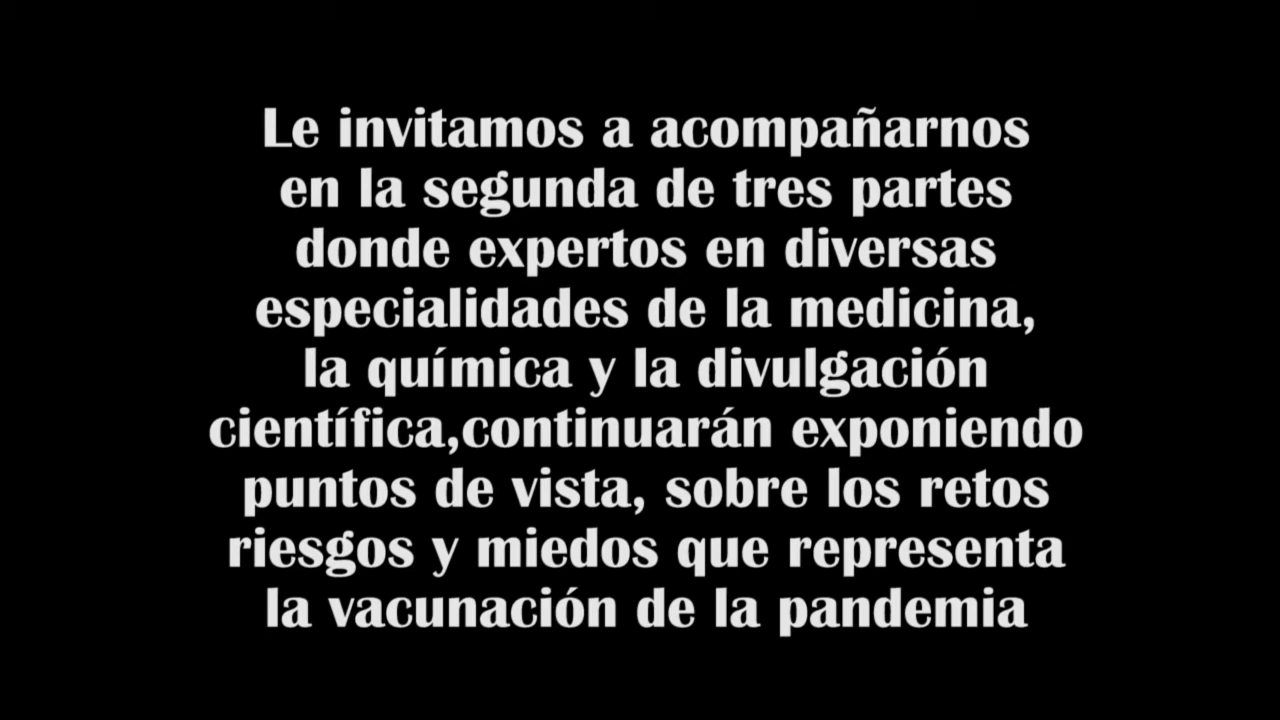 Le invitamos a acompañarnos
en la segunda de tres partes
donde expertos en diversas
especialidades de la medicina,
la química y la divulgación
científica,continuarán exponiendo
puntos de vista, sobre los retos
riesgos y miedos que representa
la vacunación de la pandemia